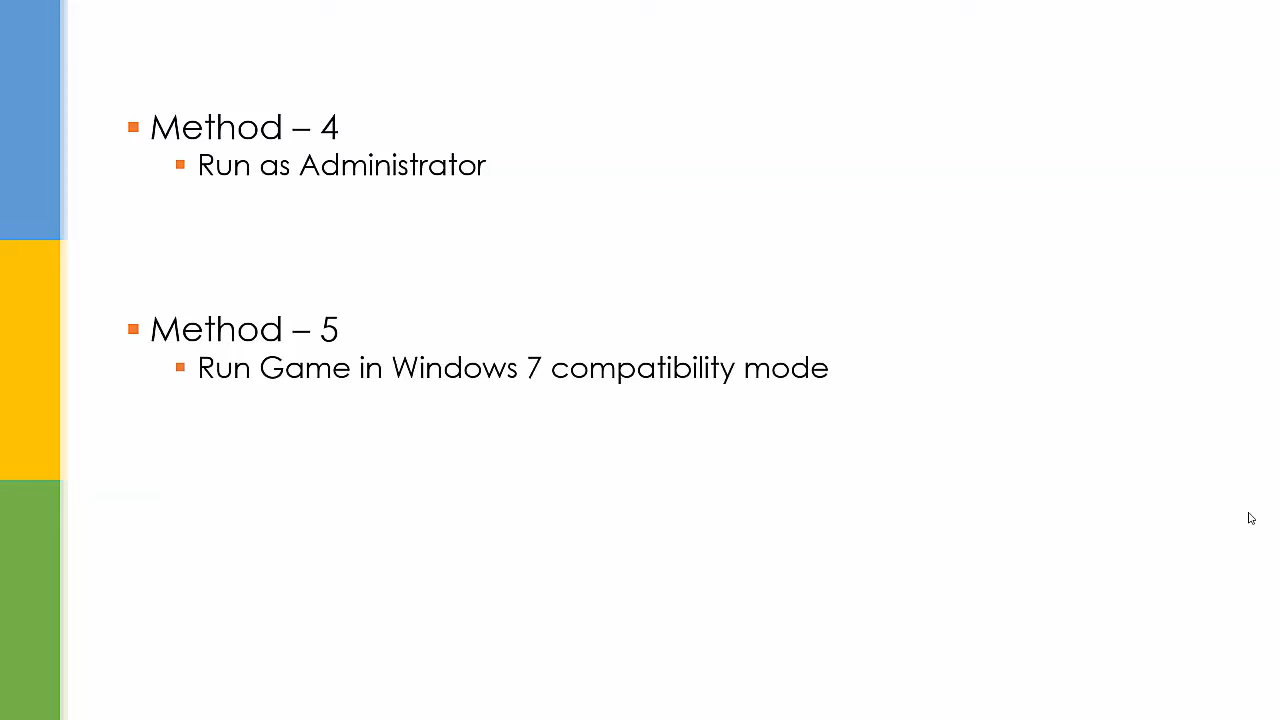 Method – 4
Run as Administrator
Method – 5
Run Game in Windows 7 compatibility mode